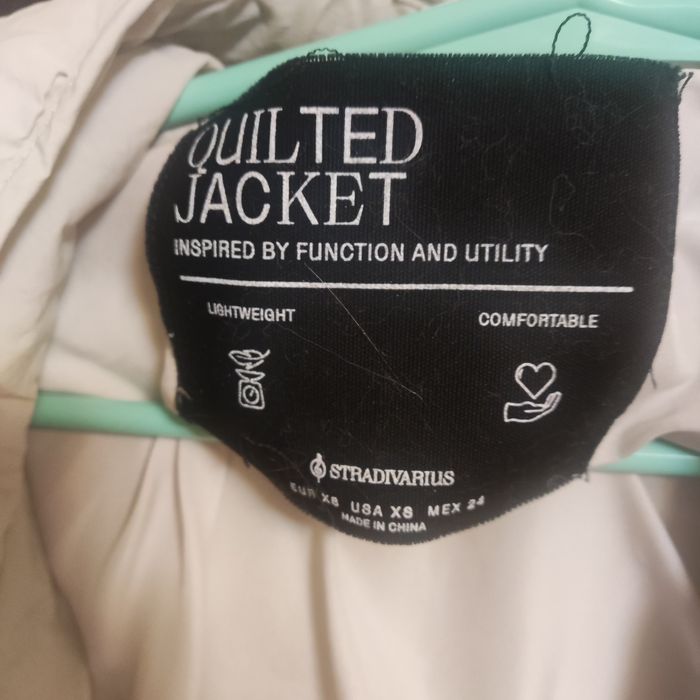 QUILTED
JACKET
INSPIRED BY FUNCTION AND UTILITY
LIGHTWEIGHT
COMFORTABLE
STRADIVARIUS
EUR XS USA XS MEX 24
MADE IN CHINA